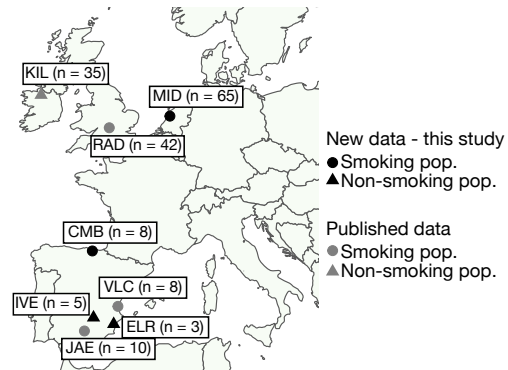 KIL (n = 35)
MID (n = 65)
RAD (n = 42)
CMB (n = 8)
VLC (n = 8)
IVE (n = 5)
ELR (n = 3)
JAE (n = 10)
New data - this study
Smoking pop.
Non-smoking pop.
Published data
Smoking pop.
Non-smoking pop.